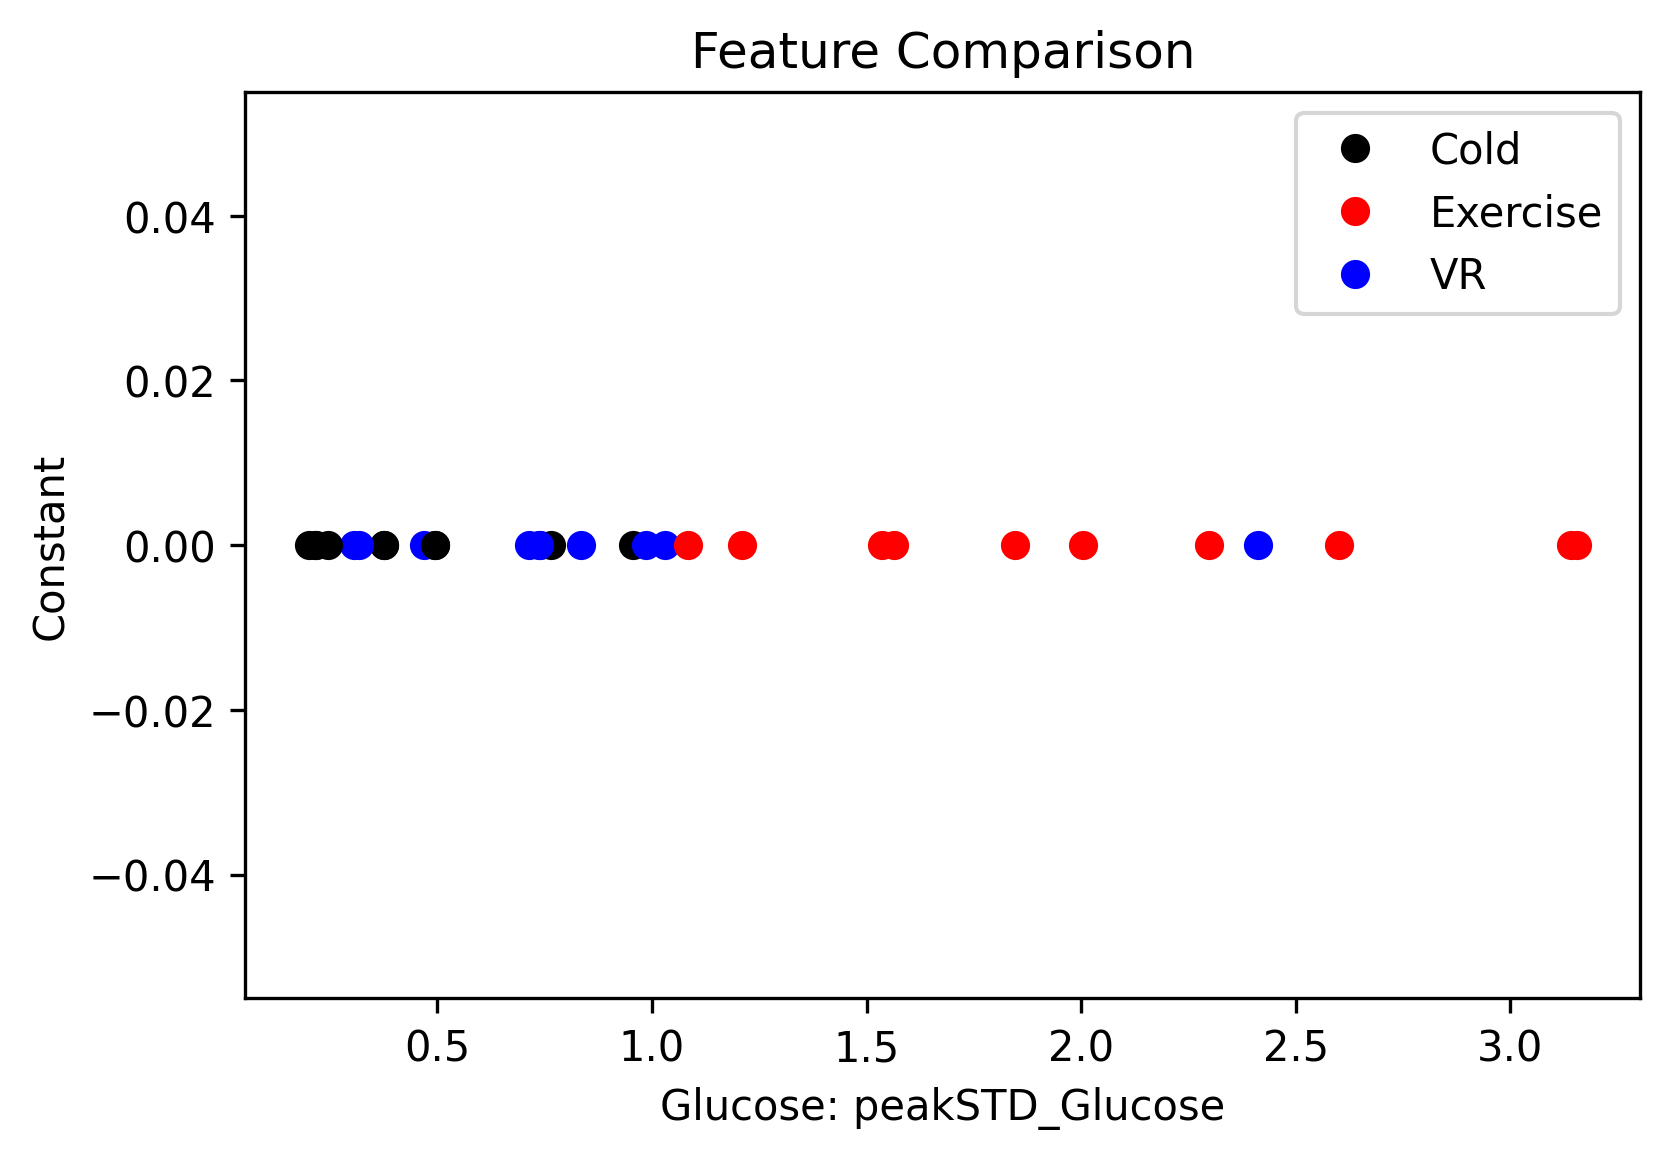 Feature Comparison
Cold
Exercise
VR
0.04
0.02
0.00
−0.02
−0.04
Constant
0.5 1.0 1.5 2.0 2.5 3.0
Glucose: peakSTD_Glucose